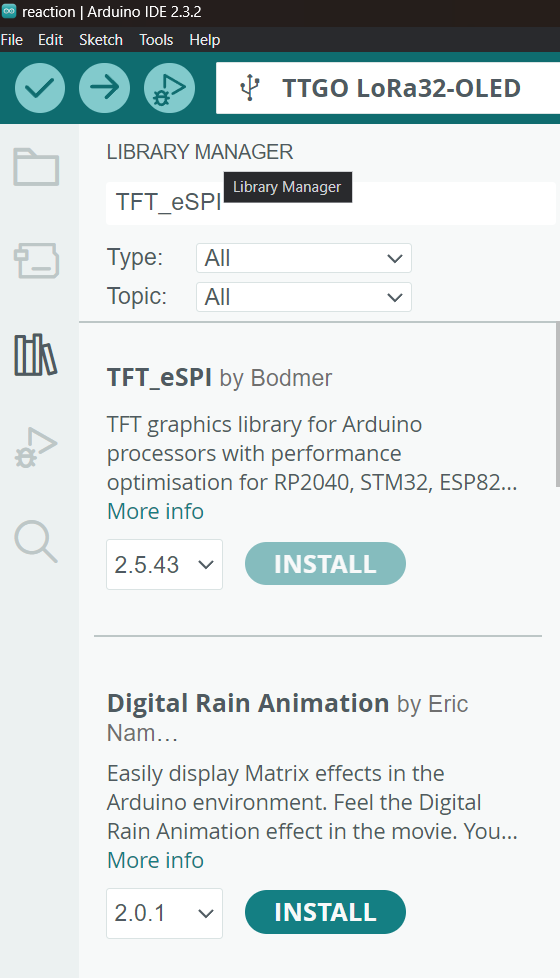 reaction | Arduino IDE 2.3.2
File Edit Sketch Tools Help
TTGO LoRa32-OLED
LIBRARY MANAGER
Library Manager
TFT_eSPI
Type: All
Topic: All
TFT_eSPI by Bodmer
TFT graphics library for Arduino
processors with performance
optimisation for RP2040, STM32, ESP82...
More info
2.5.43 INSTALL
Digital Rain Animation by Eric
Nam...
Easily display Matrix effects in the
Arduino environment. Feel the Digital
Rain Animation effect in the movie. You...
More info
2.0.1 INSTALL